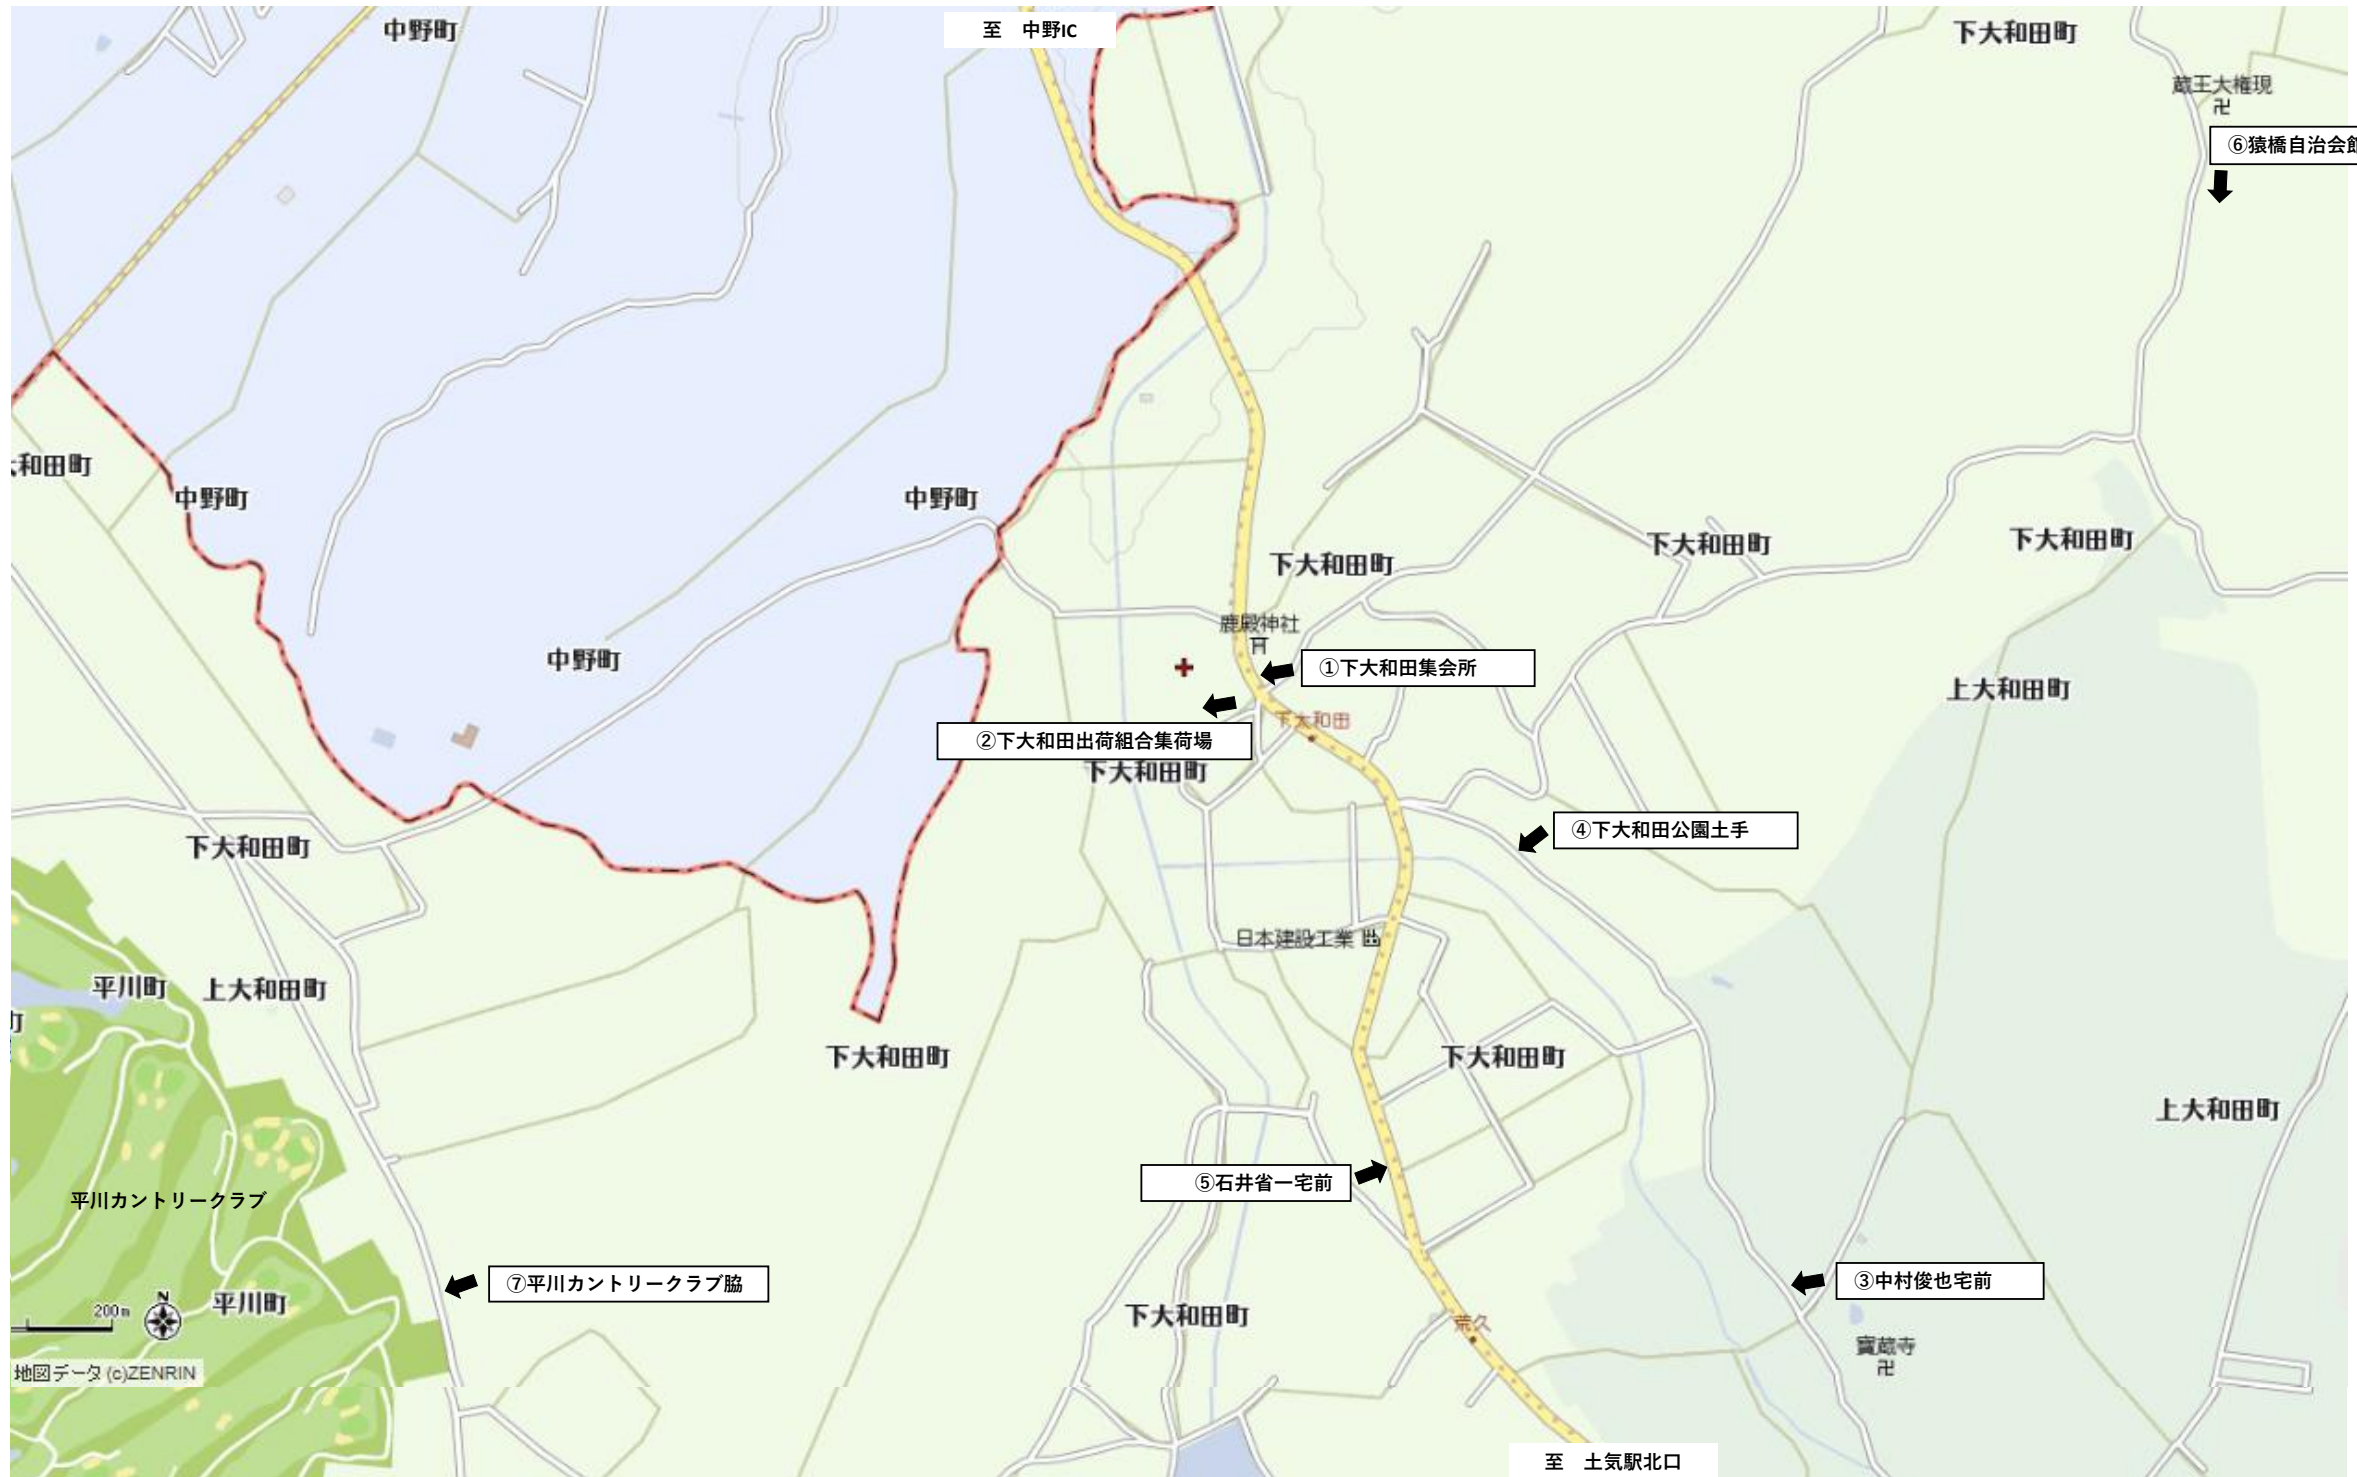 中野町
至　中野IC
下大和田町
蔵王大権現
卍
⑥猿橋自治会館
和田町
中野町
中野町
下大和田町
下大和田町
下大和田町
鹿殿神社
中野町
①下大和田集会所
上大和田町
下大和田
②下大和田出荷組合集荷場
下大和田町
④下大和田公園土手
下大和田町
日本建設工業
平川町
上大和田町
町
下大和田町
下大和田町
上大和田町
⑤石井省一宅前
平川カントリークラブ
⑦平川カントリークラブ脇
③中村俊也宅前
200m
N
平川町
下大和田町
荒久
寶蔵寺
卍
地図データ(c)ZENRIN
至　土気駅北口